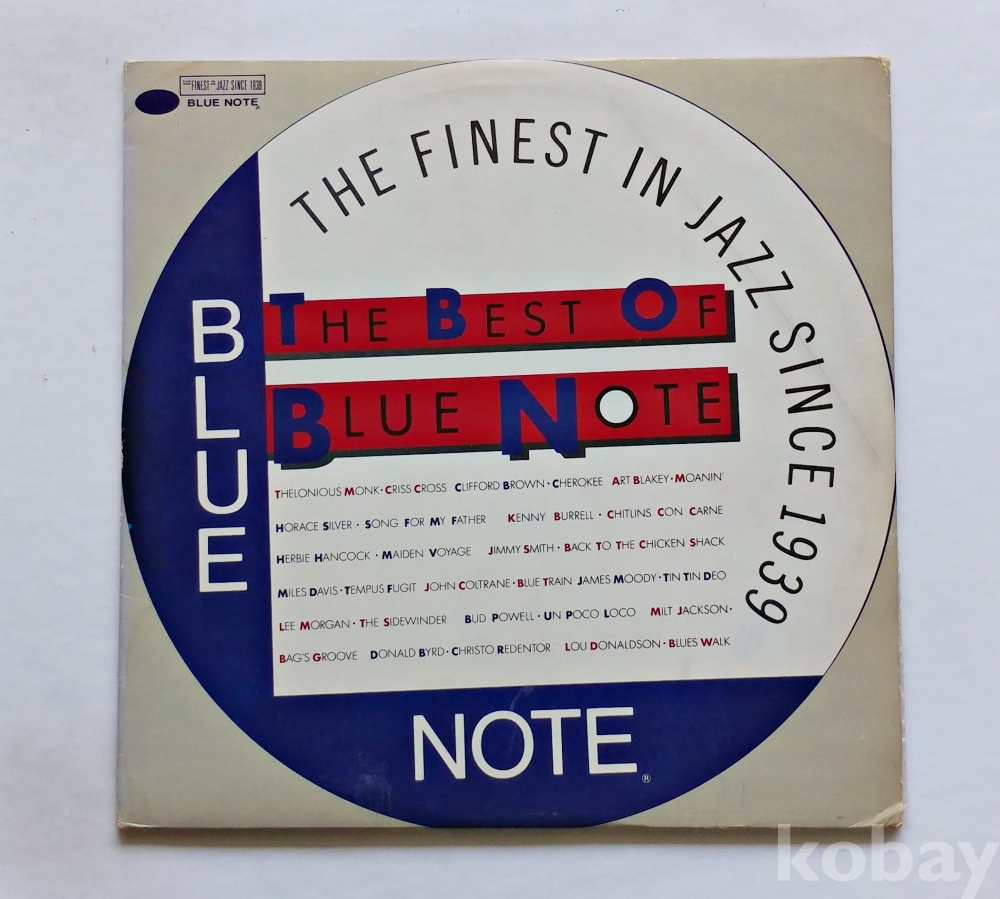 THE FINEST IN JAZZ SINCE 1939
BLUE NOTE®
THE FINEST IN JAZZ SINCE 1939
BLUE
THE BEST OF
BLUE NOTE
THELONIOUS MONK · CRISS CROSS CLIFFORD BROWN · CHEROKEE ART BLAKEY · MOANIN'
HORACE SILVER · SONG FOR MY FATHER KENNY BURRELL · CHITLINS CON CARNE
HERBIE HANCOCK · MAIDEN VOYAGE JIMMY SMITH · BACK TO THE CHICKEN SHACK
MILES DAVIS · TEMPUS FUGIT JOHN COLTRANE · BLUE TRAIN JAMES MOODY · TIN TIN DEO
LEE MORGAN · THE SIDEWINDER BUD POWELL · UN POCO LOCO MILT JACKSON ·
BAG'S GROOVE DONALD BYRD · CHRISTO REDENTOR LOU DONALDSON · BLUES WALK
NOTE®
kobay